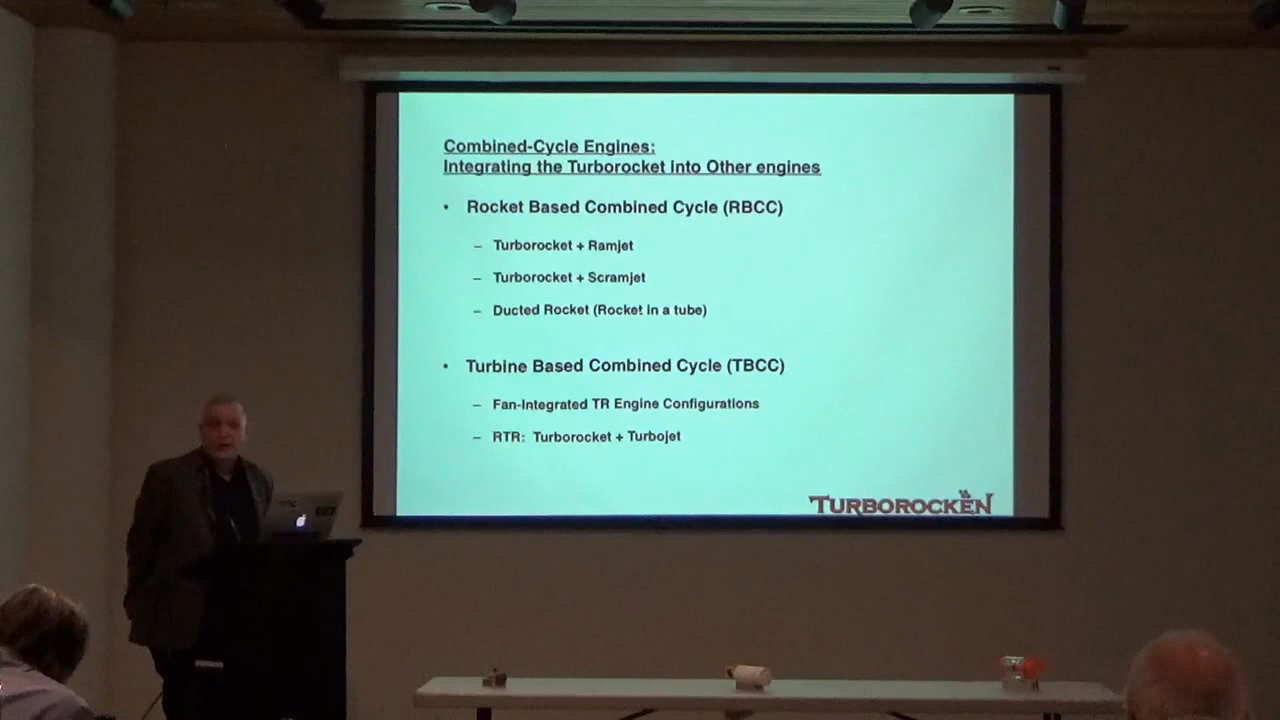 Combined-Cycle Engines:
Integrating the Turborocket into Other engines
• Rocket Based Combined Cycle (RBCC)
– Turborocket + Ramjet
– Turborocket + Scramjet
– Ducted Rocket (Rocket in a tube)
• Turbine Based Combined Cycle (TBCC)
– Fan-Integrated TR Engine Configurations
– RTR: Turborocket + Turbojet
TURBOROCKËN